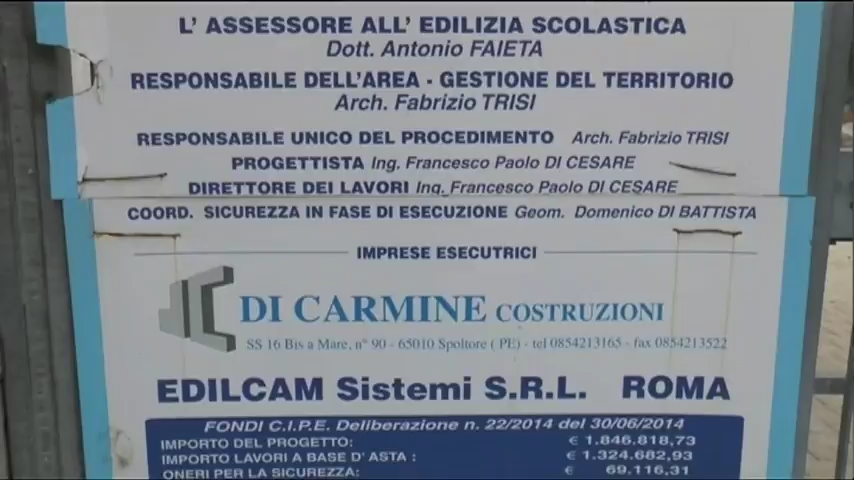 L' ASSESSORE ALL' EDILIZIA SCOLASTICA
Dott. Antonio FAIETA
RESPONSABILE DELL'AREA - GESTIONE DEL TERRITORIO
Arch. Fabrizio TRISI
RESPONSABILE UNICO DEL PROCEDIMENTO Arch. Fabrizio TRISI
PROGETTISTA Ing. Francesco Paolo DI CESARE
DIRETTORE DEI LAVORI Ing. Francesco Paolo DI CESARE
COORD. SICUREZZA IN FASE DI ESECUZIONE Geom. Domenico DI BATTISTA
IMPRESE ESECUTRICI
DI CARMINE COSTRUZIONI
SS 16 Bis a Mare, n° 90 - 65010 Spoltore ( PE) - tel 0854213165 - fax 0854213522
EDILCAM Sistemi S.R.L. ROMA
FONDI C.I.P.E. Deliberazione n. 22/2014 del 30/06/2014
IMPORTO DEL PROGETTO: € 1.846.818,73
IMPORTO LAVORI A BASE D' ASTA : € 1.324.682,93
ONERI PER LA SICUREZZA: € 69.116,31